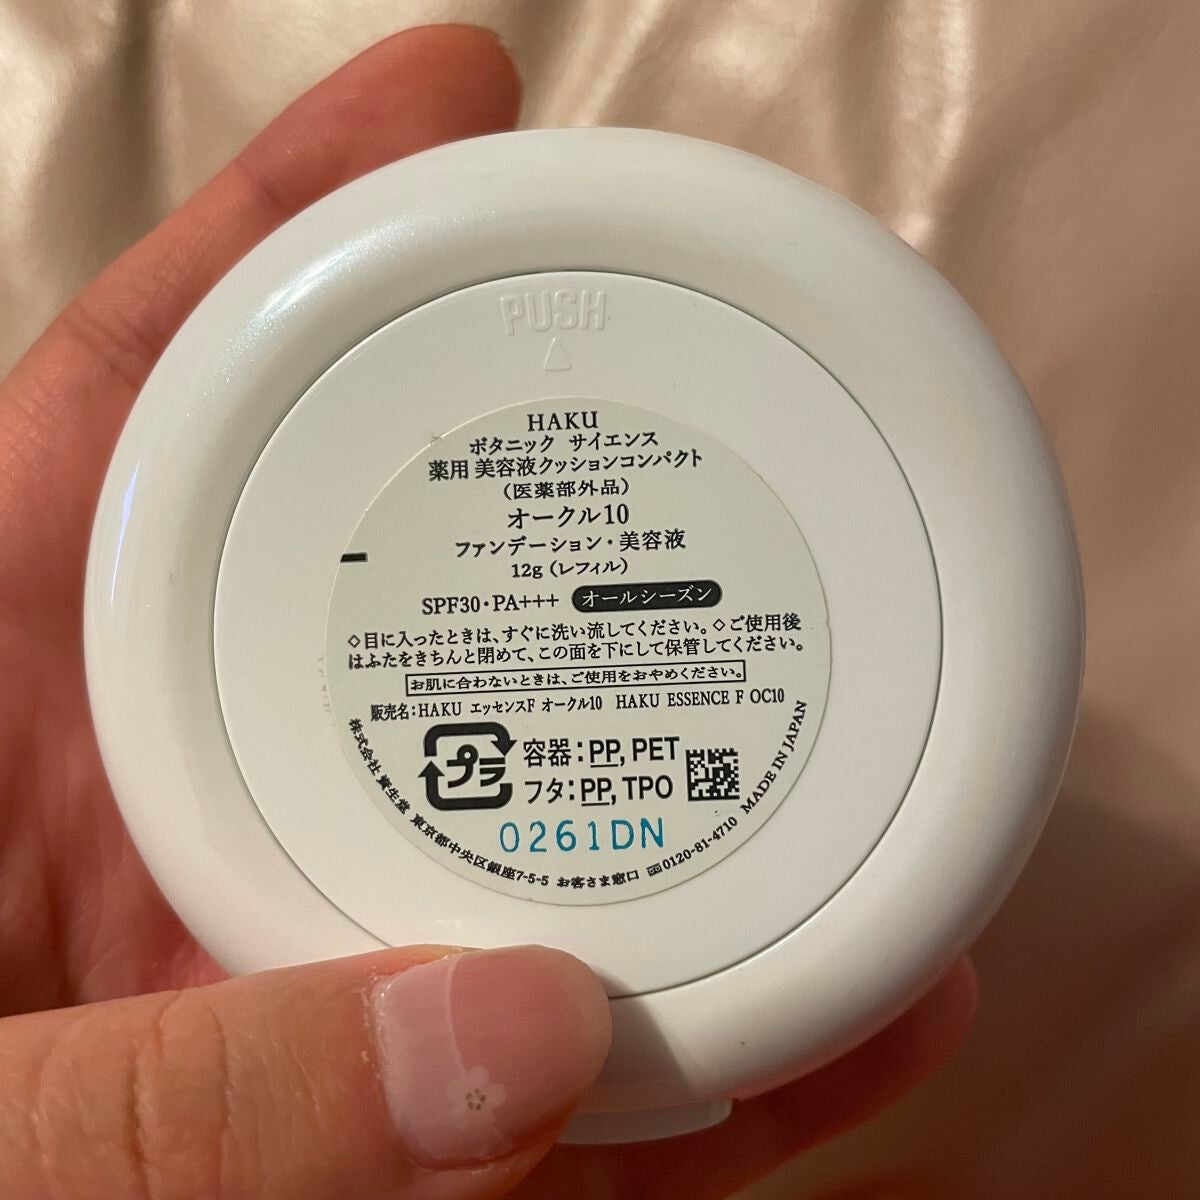 PUSH
HAKU
ボタニック サイエンス
薬用 美容液クッションコンパクト
（医薬部外品）
オークル10
ファンデーション・美容液
12g（レフィル）
SPF30・PA+++ オールシーズン
◇目に入ったときは、すぐに洗い流してください。◇ご使用後
はふたをきちんと閉めて、この面を下にして保管してください。
お肌に合わないときは、ご使用をおやめください。
販売名：HAKU エッセンスF オークル10 HAKU ESSENCE F OC10
プラ
容器：PP, PET
フタ：PP, TPO
0261DN
株式会社 資生堂 東京都中央区銀座7-5-5 お客さま窓口 0120-81-4710 MADE IN JAPAN